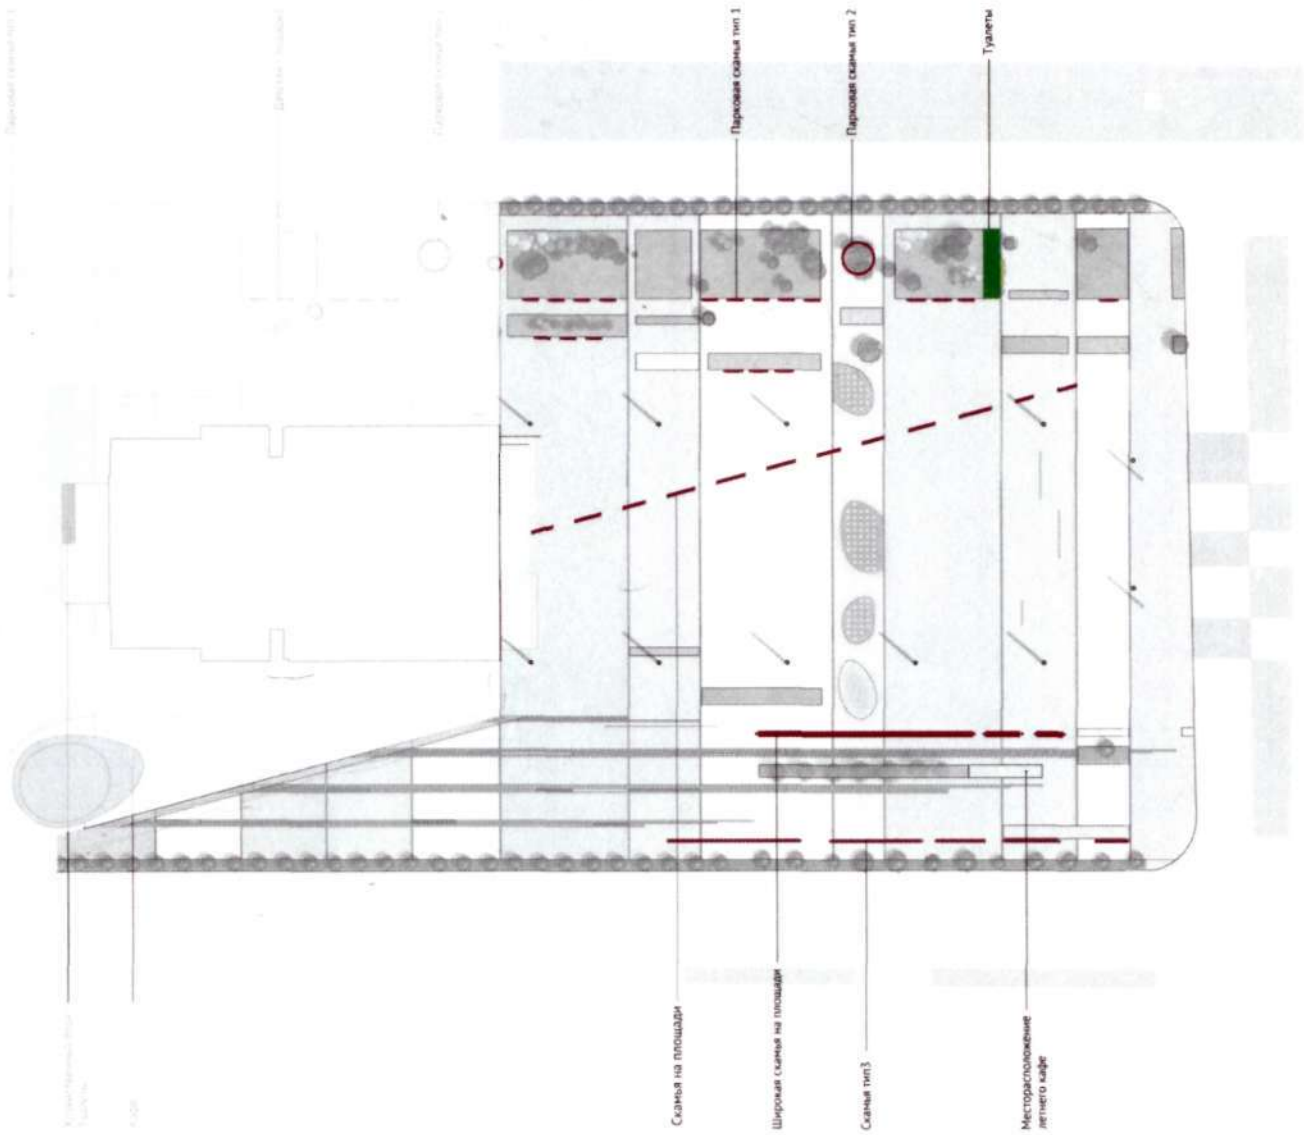 Парковая скамья тип 1
Парковая скамья тип 2
Туалеты
Скамья на площади
Широкая скамья на площади
Скамья тип3
Месторасположение
летнего кафе